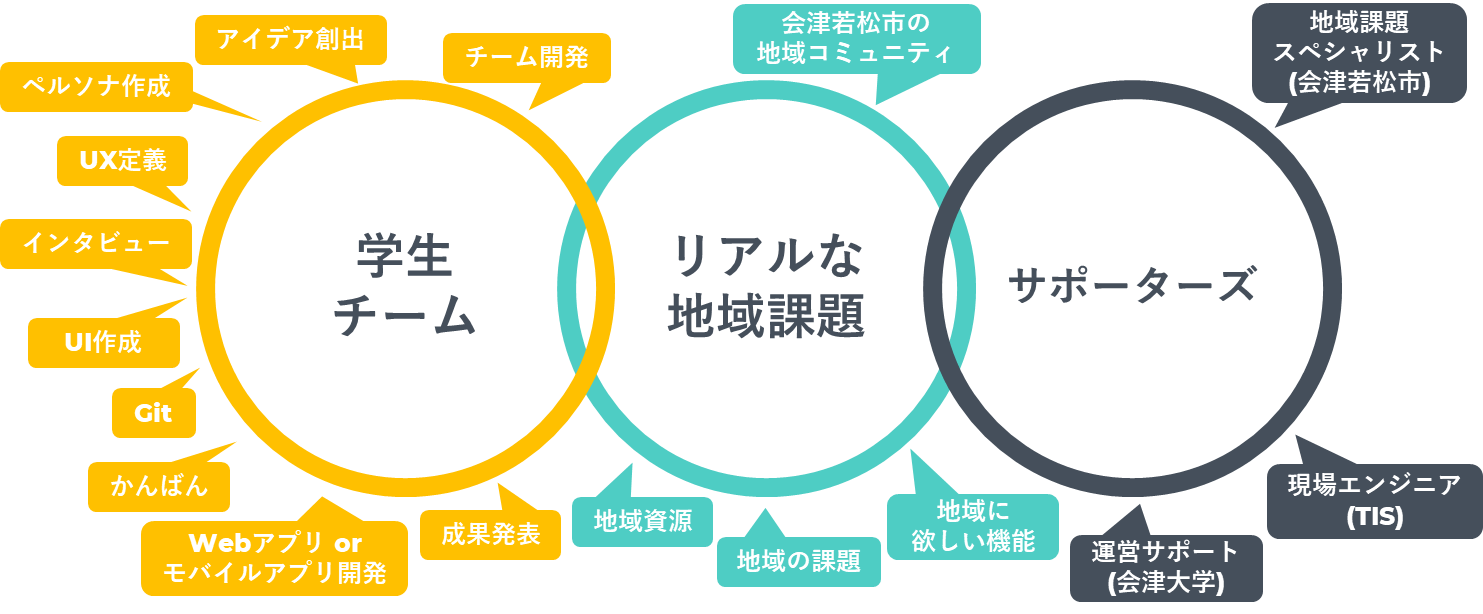 アイデア創出
チーム開発
ペルソナ作成
UX定義
インタビュー
UI作成
Git
かんばん
Webアプリ or
モバイルアプリ開発
成果発表
学生
チーム
会津若松市の
地域コミュニティ
リアルな
地域課題
地域資源
地域の課題
地域に
欲しい機能
地域課題
スペシャリスト
(会津若松市)
サポーターズ
現場エンジニア
(TIS)
運営サポート
(会津大学)